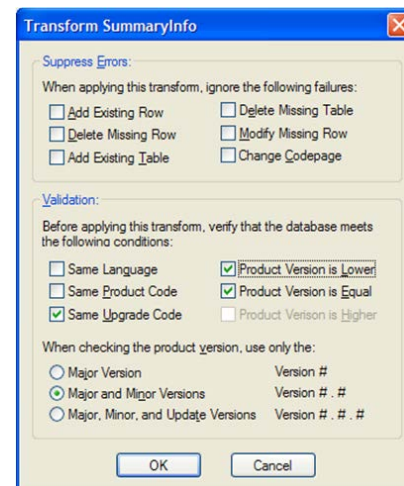 Transform SummaryInfo
Suppress Errors:
When applying this transform, ignore the following failures:
Add Existing Row
Delete Missing Table
Delete Missing Row
Modify Missing Row
Add Existing Table
Change Codepage
Validation:
Before applying this transform, verify that the database meets
the following conditions:
Same Language
Product Version is Lower
Same Product Code
Product Version is Equal
Same Upgrade Code
Product Verison is Higher
When checking the product version, use only the:
Major Version Version #
Major and Minor Versions Version # . #
Major, Minor, and Update Versions Version # . # . #
OK Cancel